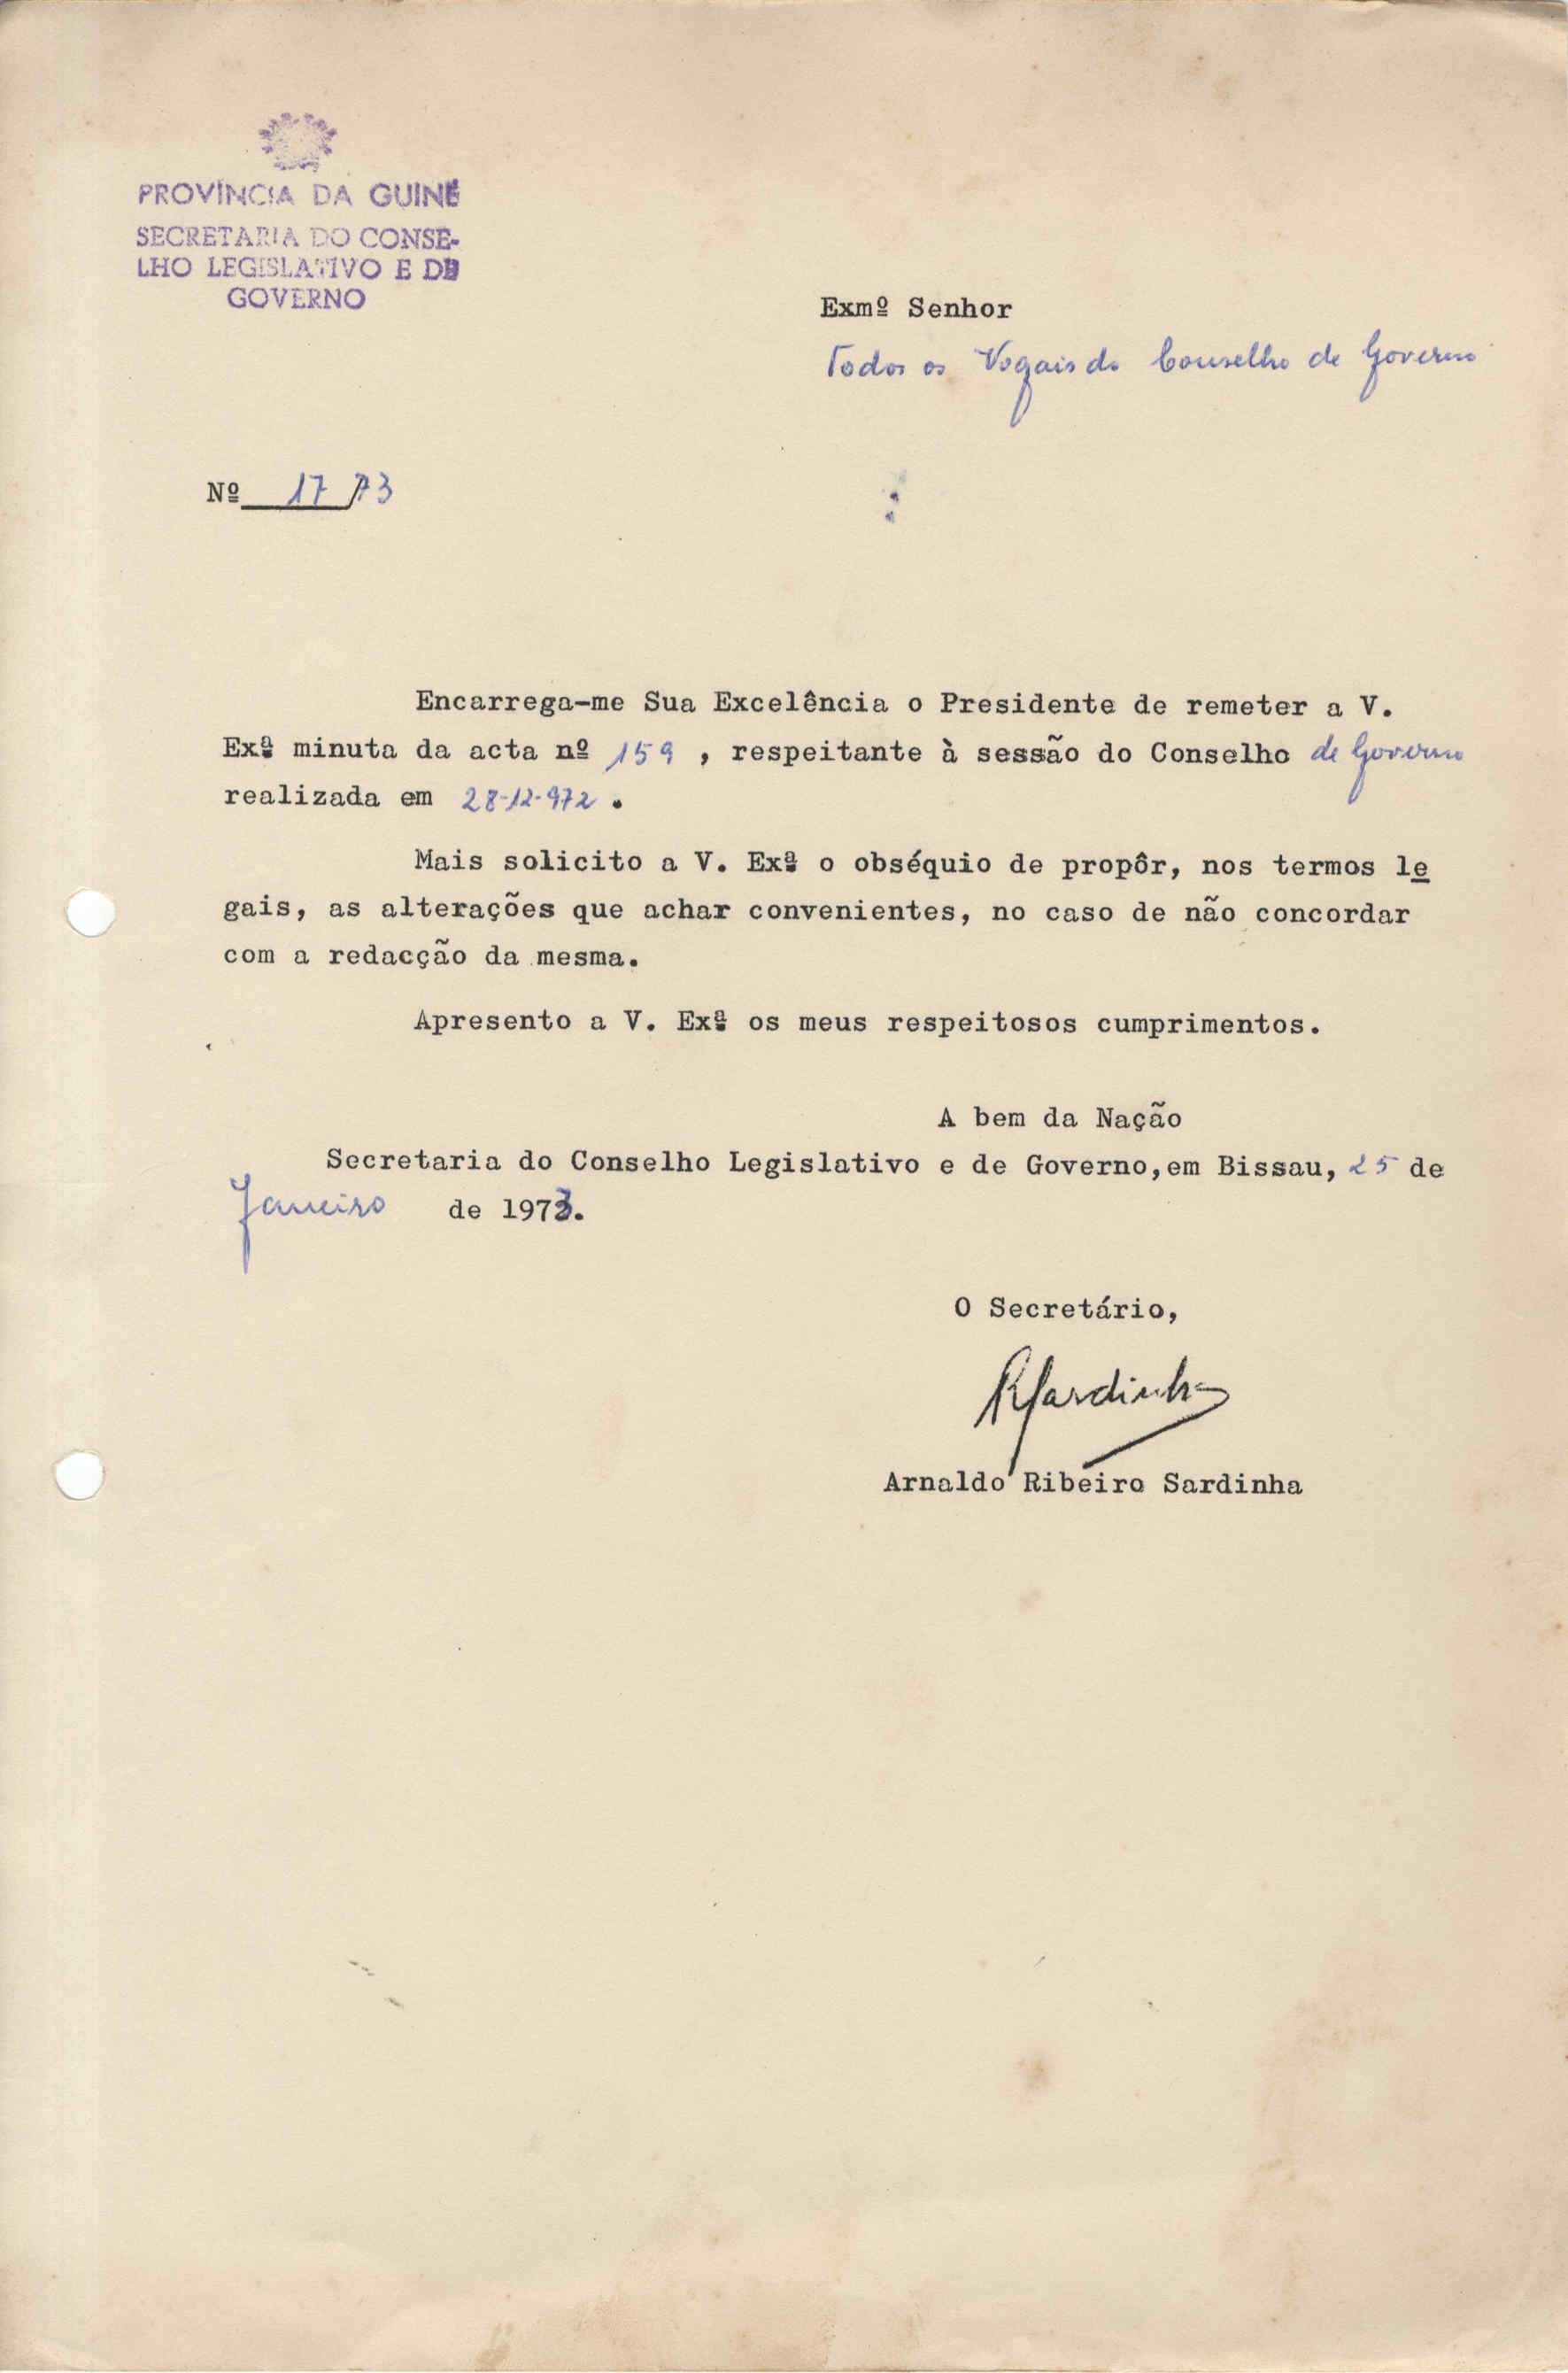 PROVÍNCIA DA GUINÉ
SECRETARIA DO CONSE-
LHO LEGISLATIVO E DE
GOVERNO
Exmº Senhor
Todos os Vogais do Conselho de Governo
Nº 17/73
Encarrega-me Sua Excelência o Presidente de remeter a V.
Exª minuta da acta nº 159 , respeitante à sessão do Conselho de Governo
realizada em 28-12-972 .
Mais solicito a V. Exª o obséquio de propôr, nos termos le
gais, as alterações que achar convenientes, no caso de não concordar
com a redacção da mesma.
Apresento a V. Exª os meus respeitosos cumprimentos.
A bem da Nação
Secretaria do Conselho Legislativo e de Governo,em Bissau, 25 de
Janeiro de 1973.
O Secretário,
ARSardinha
Arnaldo Ribeiro Sardinha